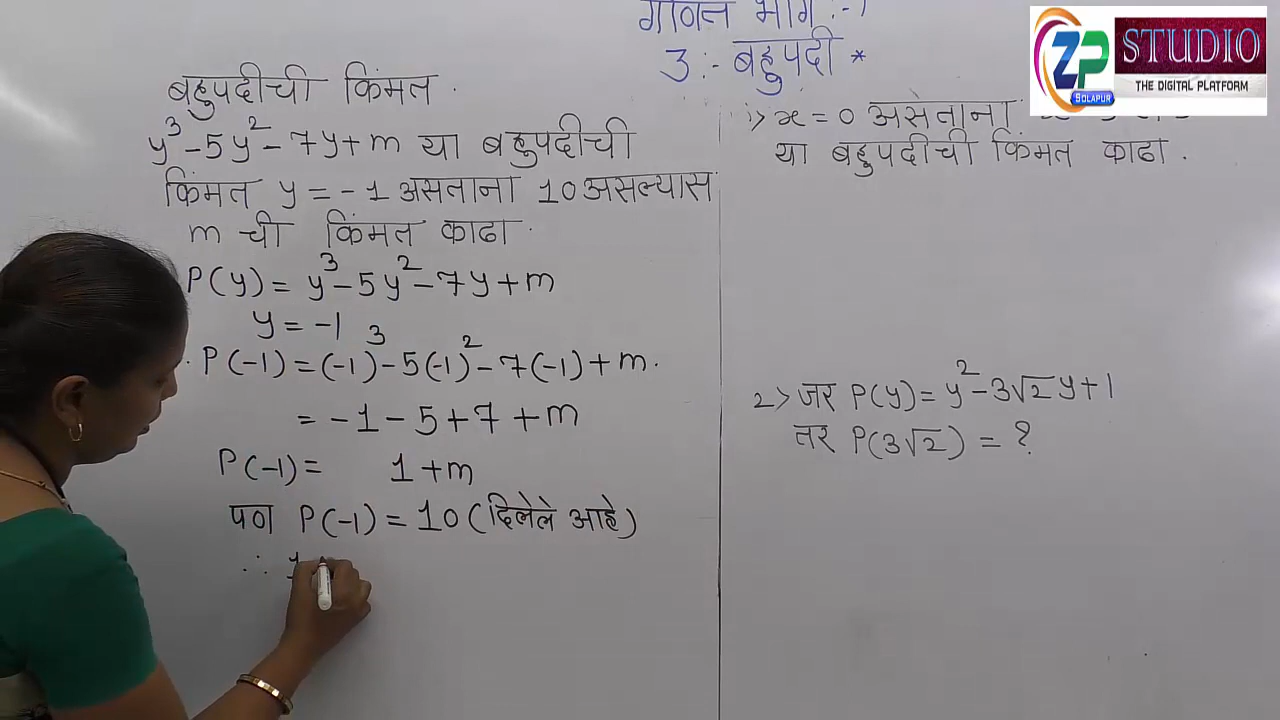 गणित भाग :- 1
3 :- बहुपदी *
ZP STUDIO
SOLAPUR
THE DIGITAL PLATFORM
बहुपदीची किंमत .
y³ - 5y² - 7y + m या बहुपदीची
किंमत y = -1 असताना 10 असल्यास
m ची किंमत काढा .
P(y) = y³ - 5y² - 7y + m
y = -1
P(-1) = (-1)³ - 5(-1)² - 7(-1) + m .
= -1 - 5 + 7 + m
P(-1) = 1 + m
पण P(-1) = 10 (दिलेले आहे)
∴ 1
1> x = 0 असताना
या बहुपदीची किंमत काढा .
2> जर P(y) = y² - 3√2 y + 1
तर P(3√2) = ?